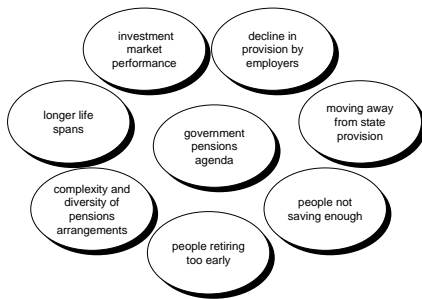 investment
market
performance
decline in
provision by
employers
longer life
spans
government
pensions
agenda
moving away
from state
provision
complexity and
diversity of
pensions
arrangements
people retiring
too early
people not
saving enough